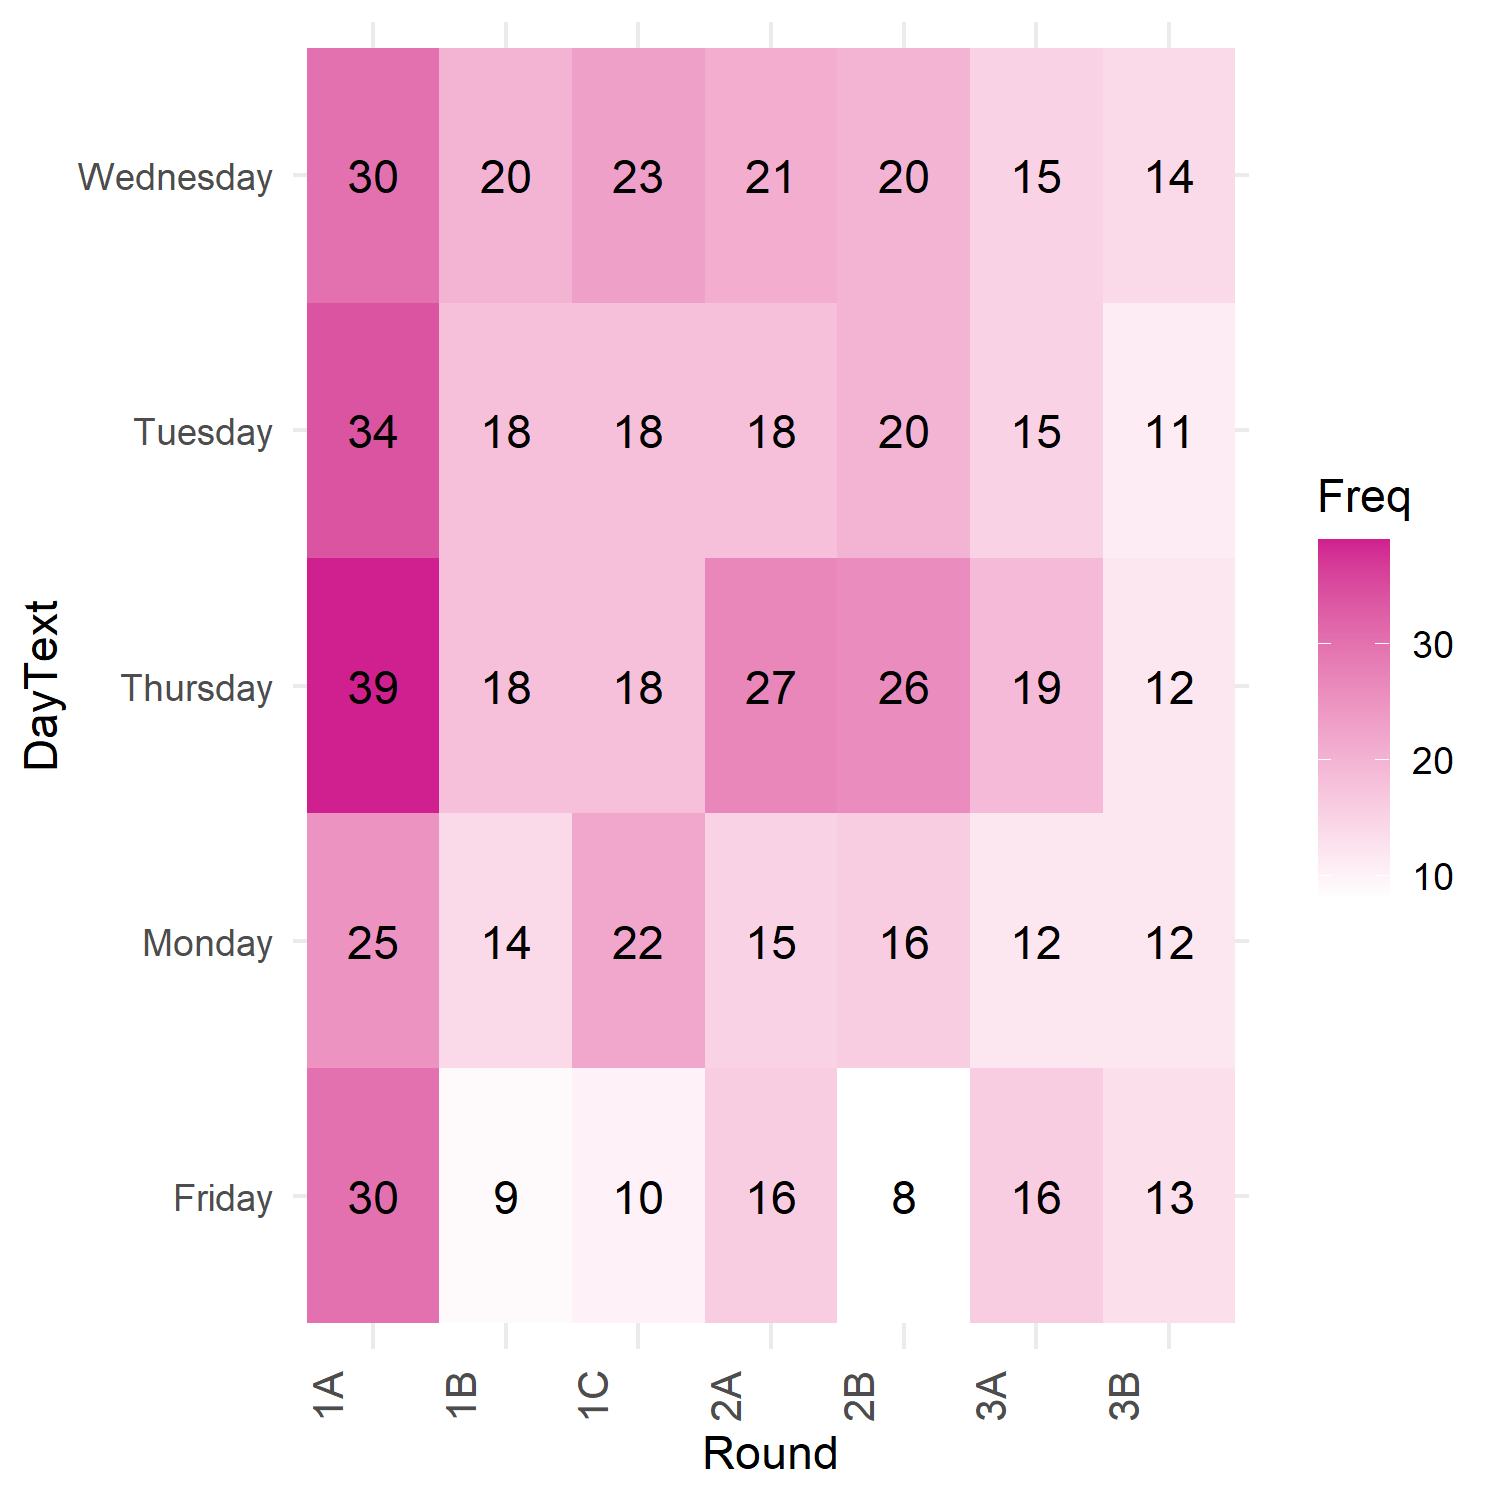 Wednesday 30 20 23 21 20 15 14
Tuesday 34 18 18 18 20 15 11
Thursday 39 18 18 27 26 19 12
Monday 25 14 22 15 16 12 12
Friday 30 9 10 16 8 16 13
1A 1B 1C 2A 2B 3A 3B
Round
DayText
Freq
30
20
10